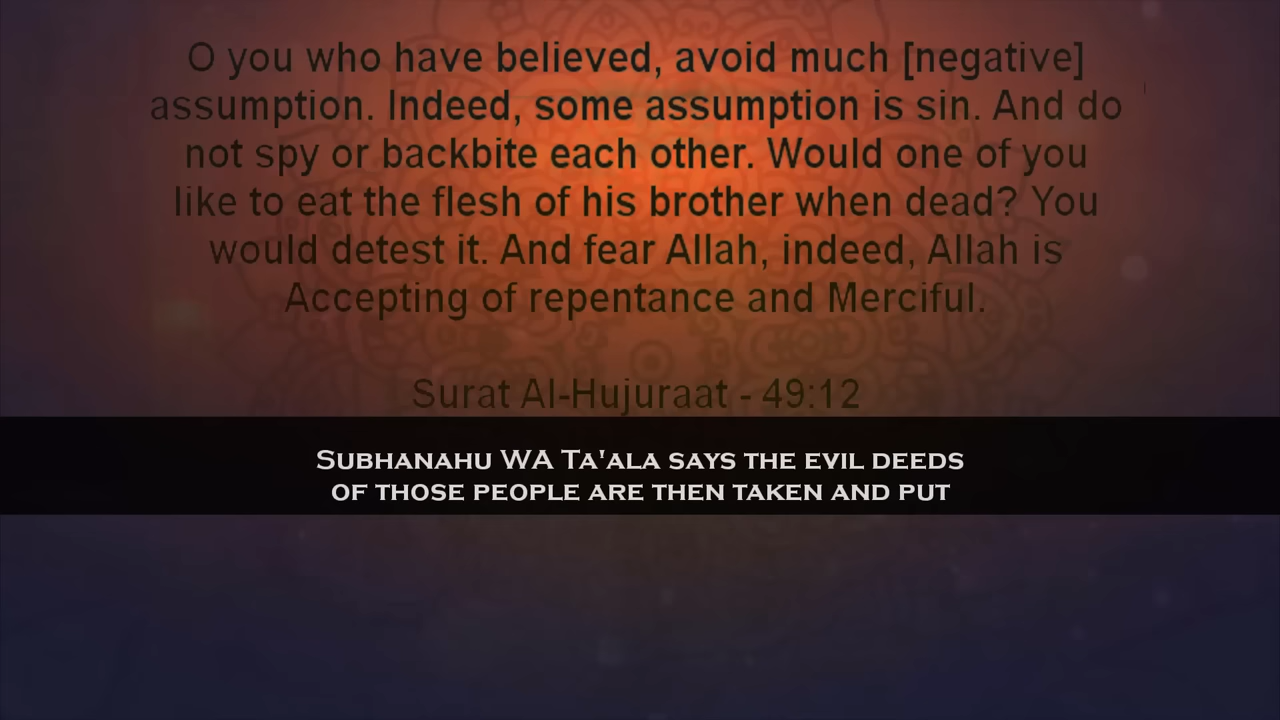 O you who have believed, avoid much [negative]
assumption. Indeed, some assumption is sin. And do
not spy or backbite each other. Would one of you
like to eat the flesh of his brother when dead? You
would detest it. And fear Allah, indeed, Allah is
Accepting of repentance and Merciful.
Surat Al-Hujuraat - 49:12
Subhanahu WA Ta'ala says the evil deeds
of those people are then taken and put